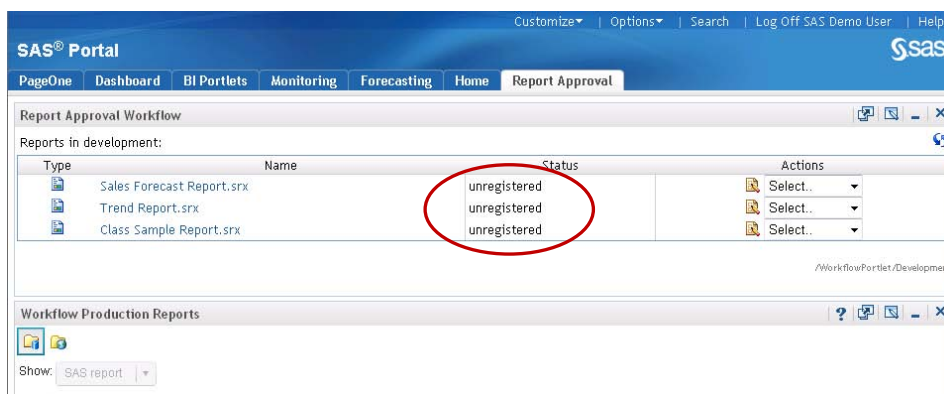 Customize | Options | Search | Log Off SAS Demo User | Help
SAS® Portal
sas
PageOne Dashboard BI Portlets Monitoring Forecasting Home Report Approval
Report Approval Workflow
Reports in development:
Type Name Status Actions
Sales Forecast Report.srx unregistered Select..
Trend Report.srx unregistered Select..
Class Sample Report.srx unregistered Select..
/WorkflowPortlet/Developmen
Workflow Production Reports ?
Show: SAS report